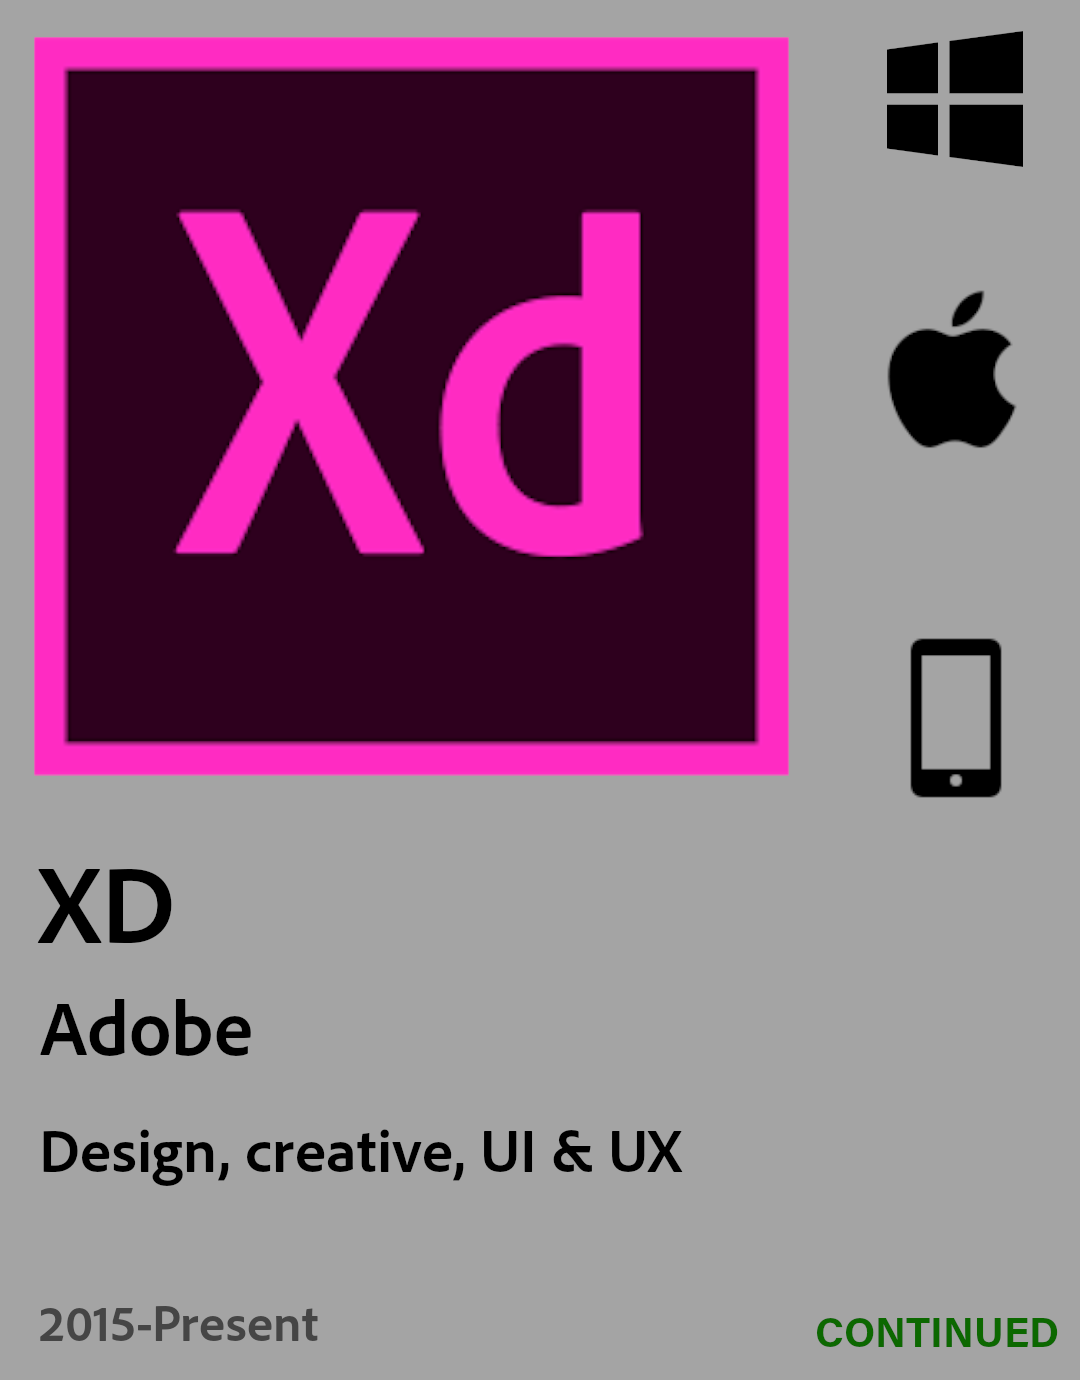 Xd
XD
Adobe
Design, creative, UI & UX
2015-Present
CONTINUED